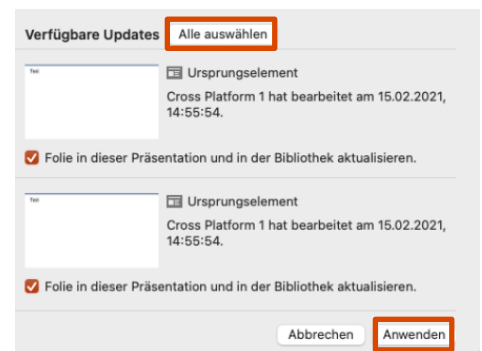 Verfügbare Updates Alle auswählen
Test
Ursprungselement
Cross Platform 1 hat bearbeitet am 15.02.2021,
14:55:54.
Folie in dieser Präsentation und in der Bibliothek aktualisieren.
Test
Ursprungselement
Cross Platform 1 hat bearbeitet am 15.02.2021,
14:55:54.
Folie in dieser Präsentation und in der Bibliothek aktualisieren.
Abbrechen Anwenden